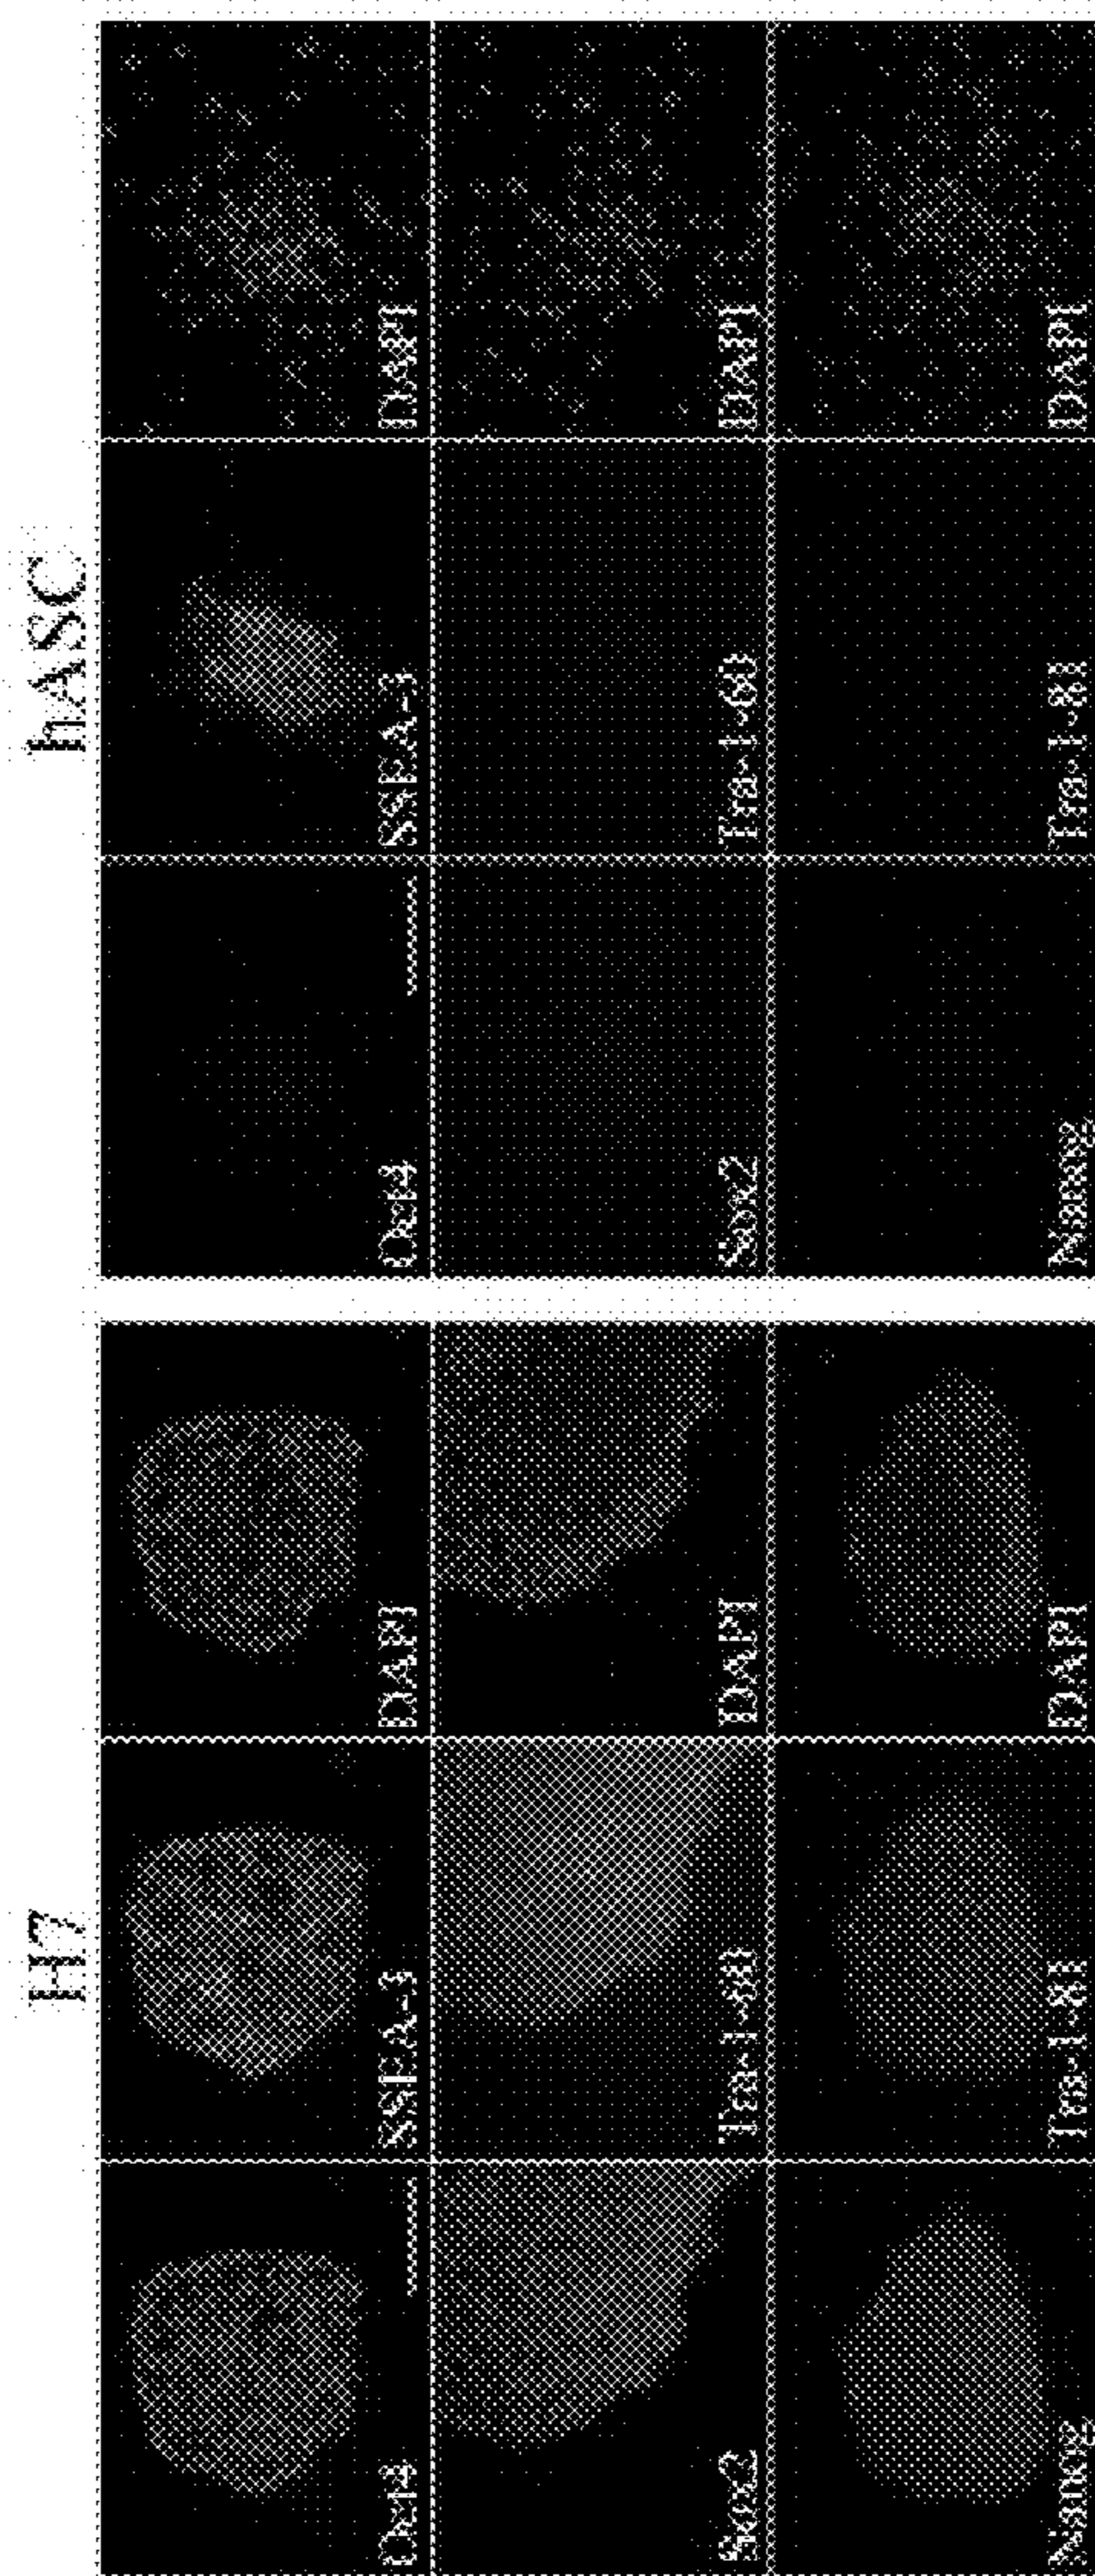 H7
hASC
Oct4
SSEA-3
DAPI
Oct4
SSEA-3
DAPI
Sox2
Tra-1-60
DAPI
Sox2
Tra-1-60
DAPI
Nanog
Tra-1-81
DAPI
Nanog
Tra-1-81
DAPI